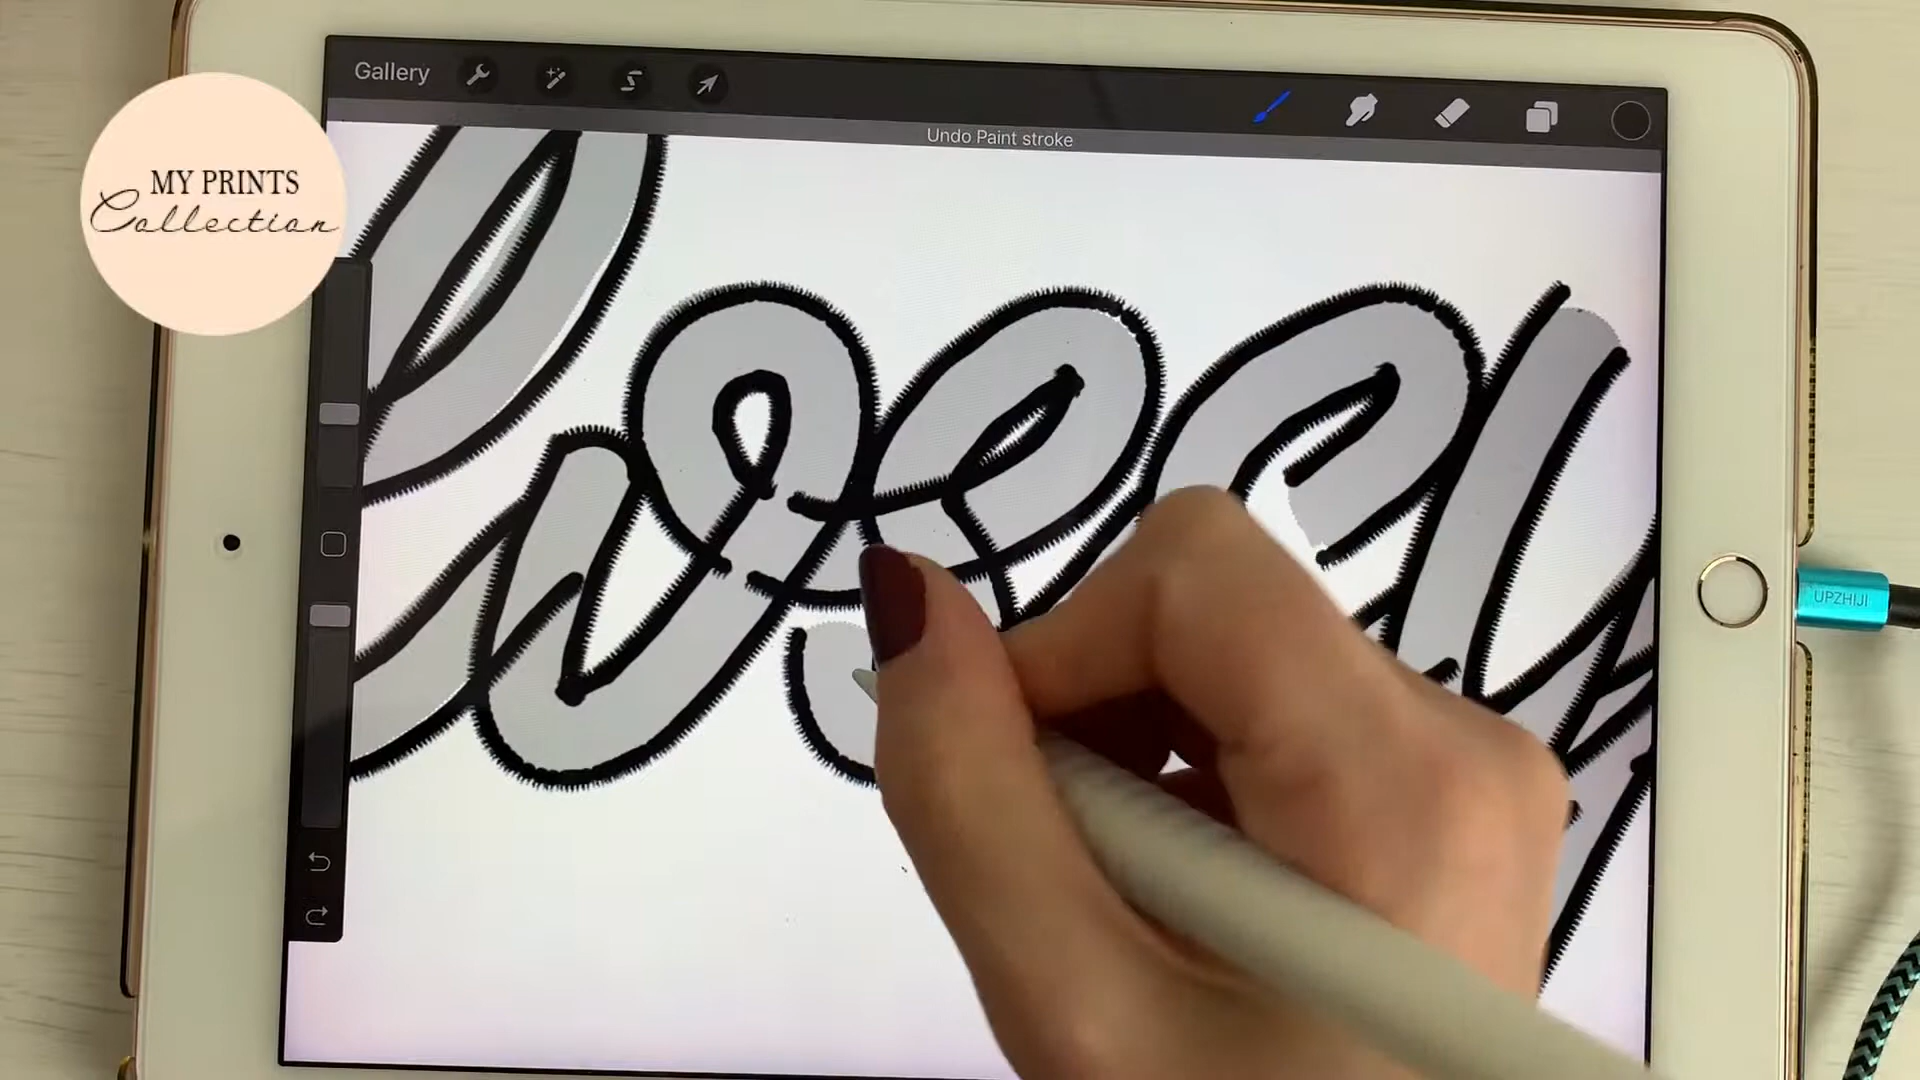 Gallery
Undo Paint stroke
MY PRINTS
Collection
UPZHIJI